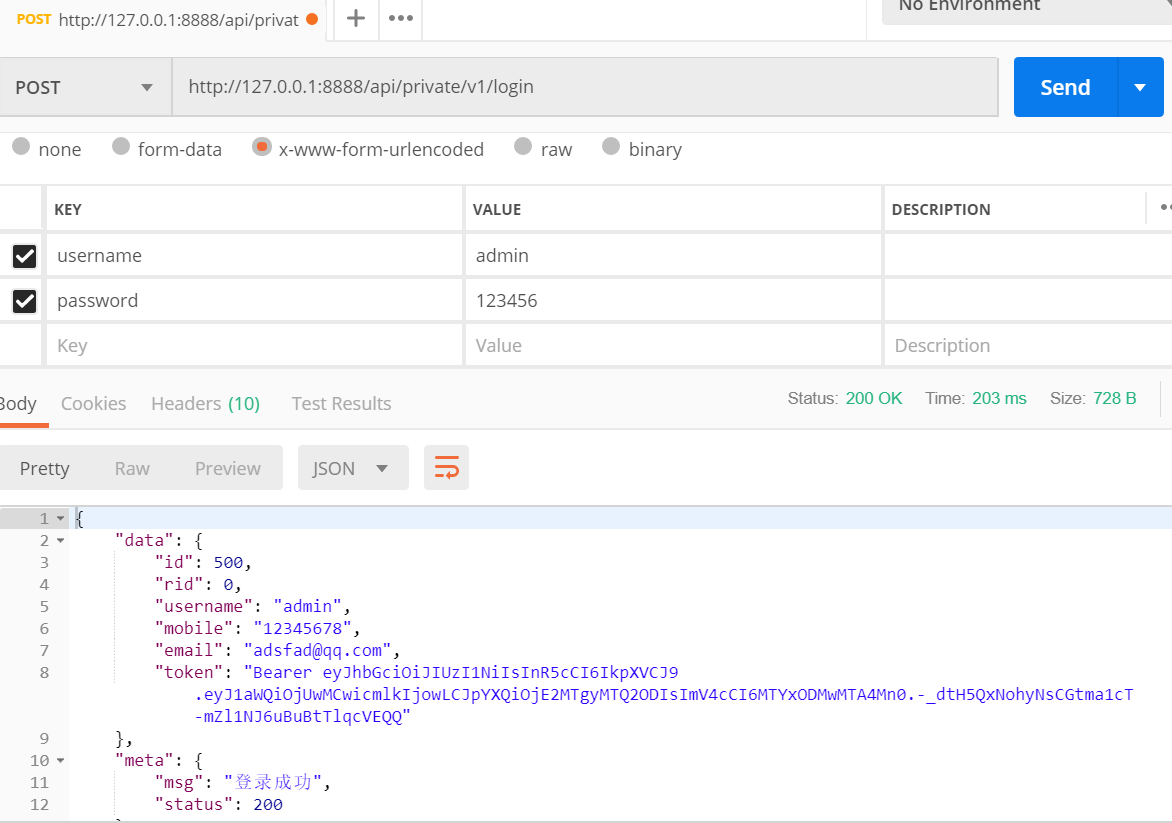 POST http://127.0.0.1:8888/api/privat
No Environment
POST http://127.0.0.1:8888/api/private/v1/login Send
none form-data x-www-form-urlencoded raw binary
KEY VALUE DESCRIPTION
username admin
password 123456
Key Value Description
Body Cookies Headers (10) Test Results Status: 200 OK Time: 203 ms Size: 728 B
Pretty Raw Preview JSON
1 {
2 "data": {
3 "id": 500,
4 "rid": 0,
5 "username": "admin",
6 "mobile": "12345678",
7 "email": "adsfad@qq.com",
8 "token": "Bearer eyJhbGciOiJIUzI1NiIsInR5cCI6IkpXVCJ9
.eyJ1aWQiOjUwMCwicmlkIjowLCJpYXQiOjE2MTgyMTQ2ODIsImV4cCI6MTYxODMwMTA4Mn0.-_dtH5QxNohyNsCGtma1cT
-mZl1NJ6uBuBtTlqcVEQQ"
9 },
10 "meta": {
11 "msg": "登录成功",
12 "status": 200